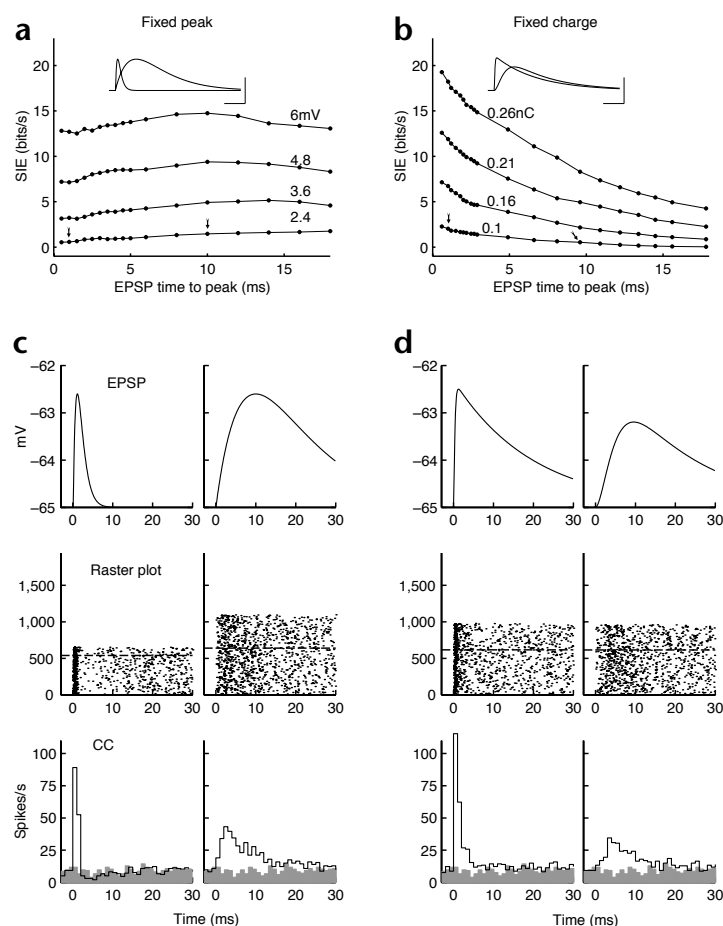 a
Fixed peak
20
15
10
5
0
SIE (bits/s)
6mV
4.8
3.6
2.4
0 5 10 15
EPSP time to peak (ms)
b
Fixed charge
20
15
10
5
0
SIE (bits/s)
0.26nC
0.21
0.16
0.1
0 5 10 15
EPSP time to peak (ms)
c
–62
–63
–64
–65
mV
EPSP
0 10 20 30
0 10 20 30
Raster plot
1,500
1,000
500
0
0 10 20 30
0 10 20 30
CC
100
75
50
25
0
Spikes/s
0 10 20 30
0 10 20 30
Time (ms)
d
–62
–63
–64
–65
0 10 20 30
0 10 20 30
1,500
1,000
500
0
0 10 20 30
0 10 20 30
100
75
50
25
0
0 10 20 30
0 10 20 30
Time (ms)